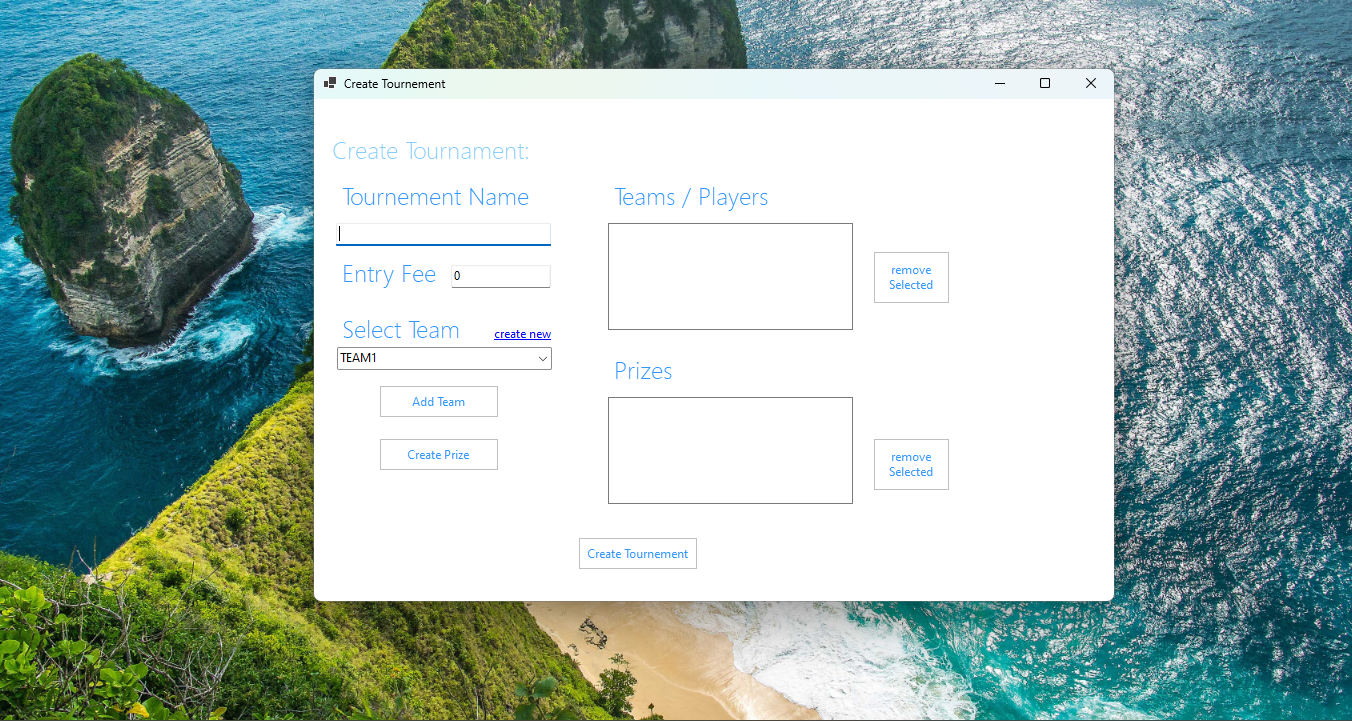 Create Tournement
Create Tournament:
Tournement Name
Entry Fee
0
Select Team
create new
TEAM1
Add Team
Create Prize
Teams / Players
remove
Selected
Prizes
remove
Selected
Create Tournement